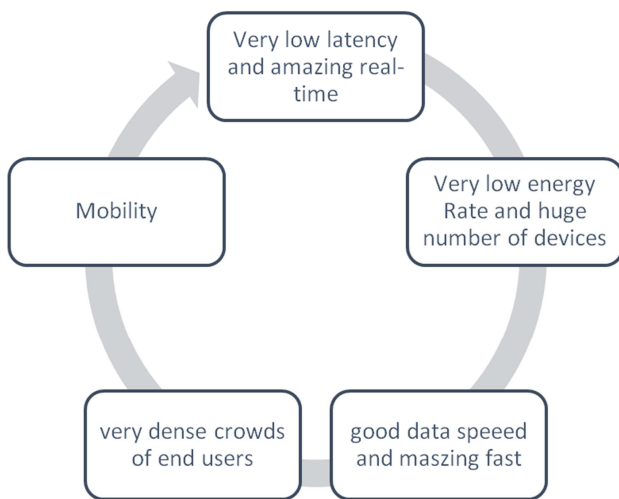 Very low latency
and amazing real-
time
Very low energy
Rate and huge
number of devices
good data speeed
and maszing fast
very dense crowds
of end users
Mobility